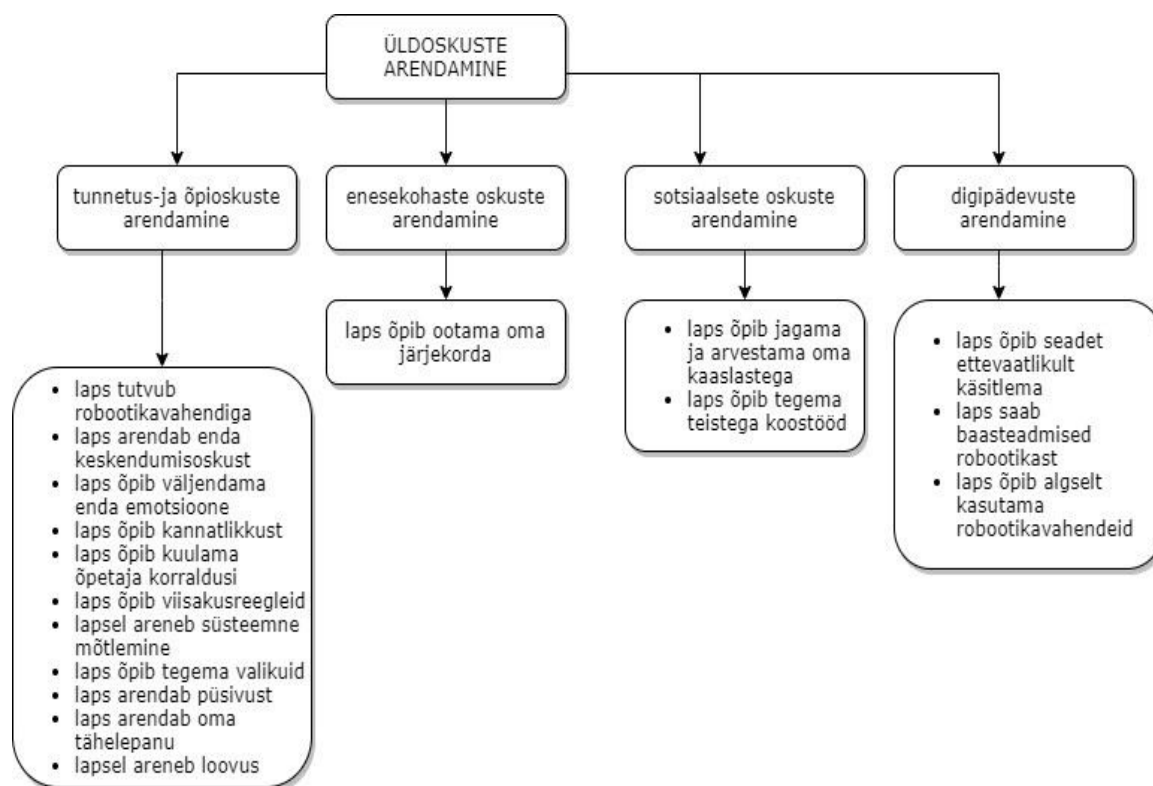 ÜLDOSKUSTE
ARENDAMINE
tunnetus-ja õpioskuste
arendamine
enesekohaste oskuste
arendamine
sotsiaalsete oskuste
arendamine
digipädevuste
arendamine
• laps tutvub
robootikavahendiga
• laps arendab enda
keskendumisoskust
• laps õpib väljendama
enda emotsioone
• laps õpib kannatlikkust
• laps õpib kuulama
õpetaja korraldusi
• laps õpib viisakusreegleid
• lapsel areneb süsteemne
mõtlemine
• laps õpib tegema valikuid
• laps arendab püsivust
• laps arendab oma
tähelepanu
• lapsel areneb loovus
laps õpib ootama oma
järjekorda
• laps õpib jagama
ja arvestama oma
kaaslastega
• laps õpib tegema
teistega koostööd
• laps õpib seadet
ettevaatlikult
käsitlema
• laps saab
baasteadmised
robootikast
• laps õpib algselt
kasutama
robootikavahendeid